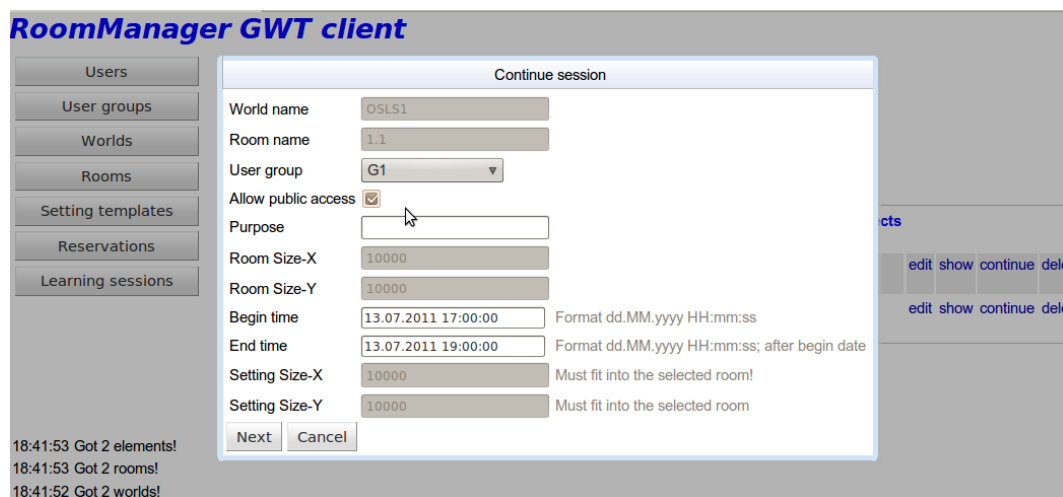 RoomManager GWT client
Users
User groups
Worlds
Rooms
Setting templates
Reservations
Learning sessions
Continue session
World name OSLS1
Room name 1.1
User group G1
Allow public access
Purpose
Room Size-X 10000
Room Size-Y 10000
Begin time 13.07.2011 17:00:00 Format dd.MM.yyyy HH:mm:ss
End time 13.07.2011 19:00:00 Format dd.MM.yyyy HH:mm:ss; after begin date
Setting Size-X 10000 Must fit into the selected room!
Setting Size-Y 10000 Must fit into the selected room
Next Cancel
cts
edit show continue dele
edit show continue dele
18:41:53 Got 2 elements!
18:41:53 Got 2 rooms!
18:41:52 Got 2 worlds!